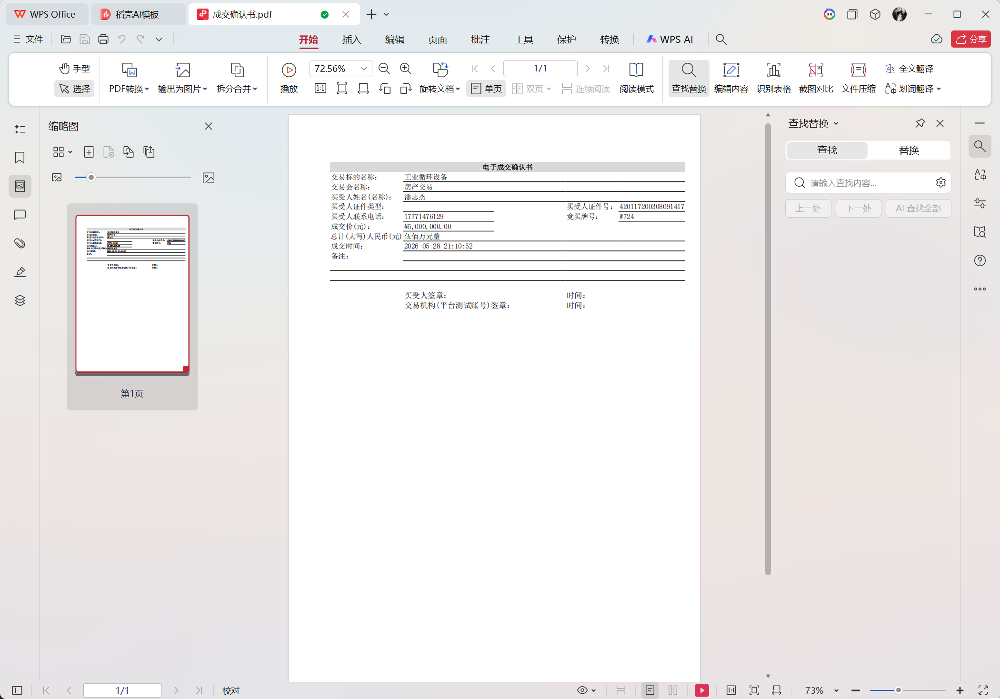 WPS Office
稻壳AI模板
成交确认书.pdf
文件
开始
插入
编辑
页面
批注
工具
保护
转换
WPS AI
分享
手型
选择
PDF转换
输出为图片
拆分合并
播放
72.56%
旋转文档
1/1
单页
双页
连续阅读
阅读模式
查找替换
编辑内容
识别表格
截图对比
文件压缩
全文翻译
划词翻译
缩略图
第1页
电子成交确认书
交易标的名称： 工业循环设备
交易会名称： 房产交易
买受人姓名(名称)： 潘志杰
买受人证件类型： 买受人证件号： 420117200308091417
买受人联系电话： 17771476129 竞买牌号： W724
成交价(元)： ¥5,000,000.00
总计(大写)人民币(元) 伍佰万元整
成交时间： 2026-05-28 21:10:52
备注：
买受人签章： 时间：
交易机构(平台测试账号)签章： 时间：
查找替换
查找
替换
请输入查找内容...
上一处
下一处
AI 查找全部
1/1
校对
73%